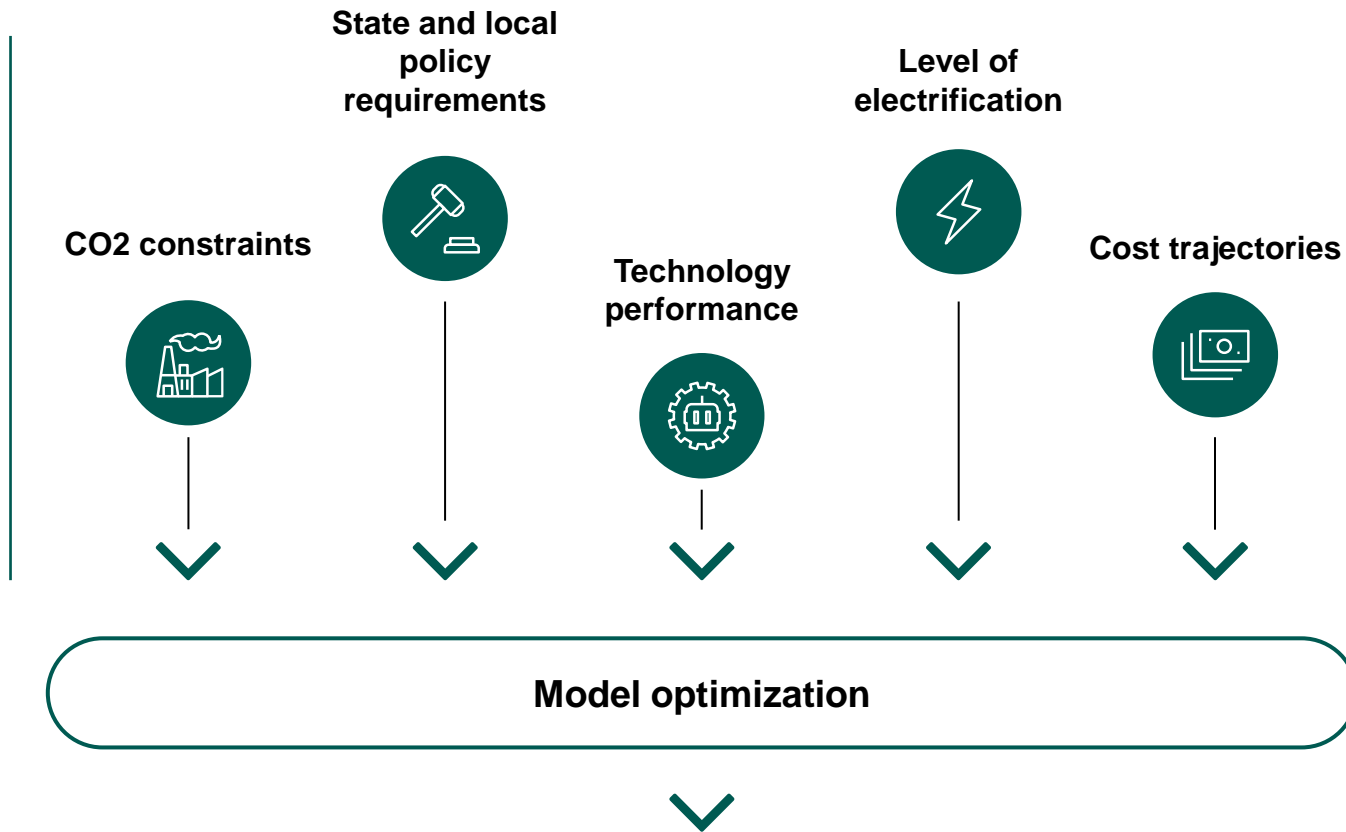 State and local
policy
requirements
Level of
electrification
CO2 constraints
Cost trajectories
Technology
performance
Model optimization